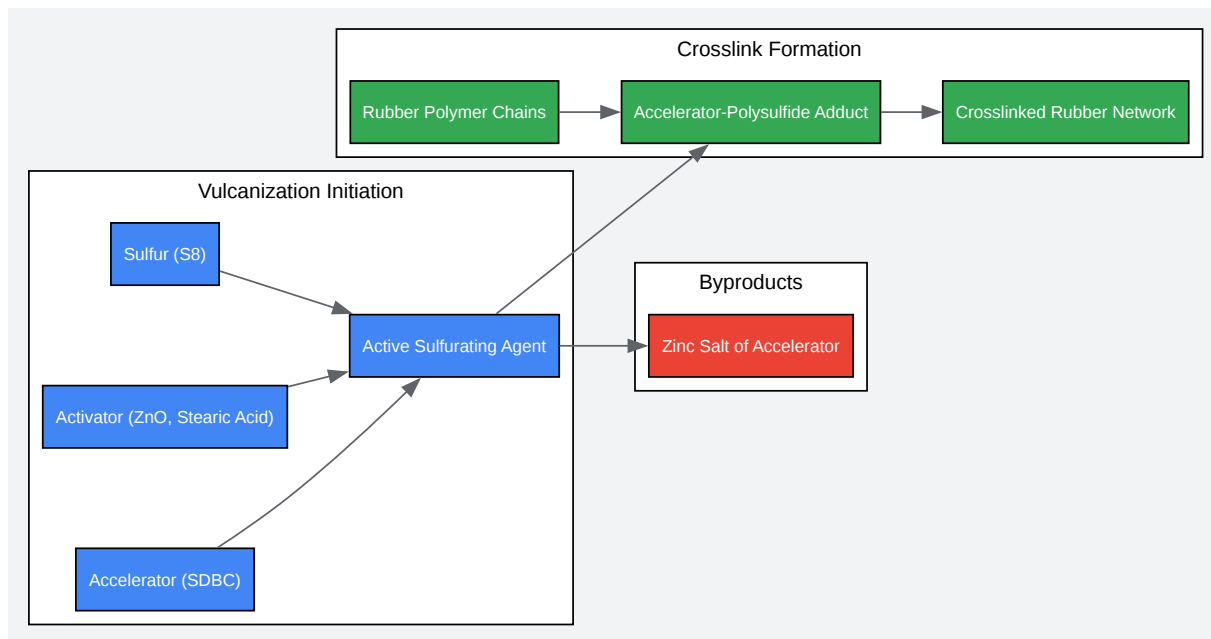 Crosslink Formation
Rubber Polymer Chains
Accelerator-Polysulfide Adduct
Crosslinked Rubber Network
Vulcanization Initiation
Sulfur (S8)
Active Sulfurating Agent
Activator (ZnO, Stearic Acid)
Accelerator (SDBC)
Byproducts
Zinc Salt of Accelerator